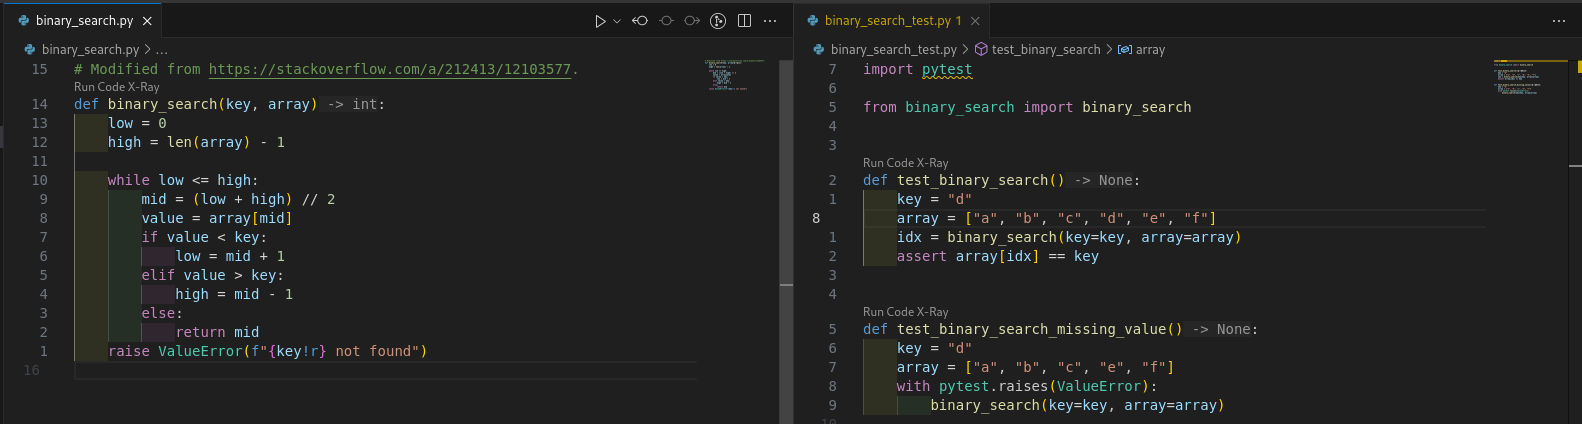 binary_search.py
binary_search.py > ...
15 # Modified from https://stackoverflow.com/a/212413/12103577.
Run Code X-Ray
14 def binary_search(key, array) -> int:
13     low = 0
12     high = len(array) - 1
11
10     while low <= high:
9         mid = (low + high) // 2
8         value = array[mid]
7         if value < key:
6             low = mid + 1
5         elif value > key:
4             high = mid - 1
3         else:
2             return mid
1     raise ValueError(f"{key!r} not found")
16
binary_search_test.py 1
binary_search_test.py > test_binary_search > array
7 import pytest
6
5 from binary_search import binary_search
4
3
Run Code X-Ray
2 def test_binary_search() -> None:
1     key = "d"
8     array = ["a", "b", "c", "d", "e", "f"]
1     idx = binary_search(key=key, array=array)
2     assert array[idx] == key
3
4
Run Code X-Ray
5 def test_binary_search_missing_value() -> None:
6     key = "d"
7     array = ["a", "b", "c", "e", "f"]
8     with pytest.raises(ValueError):
9         binary_search(key=key, array=array)